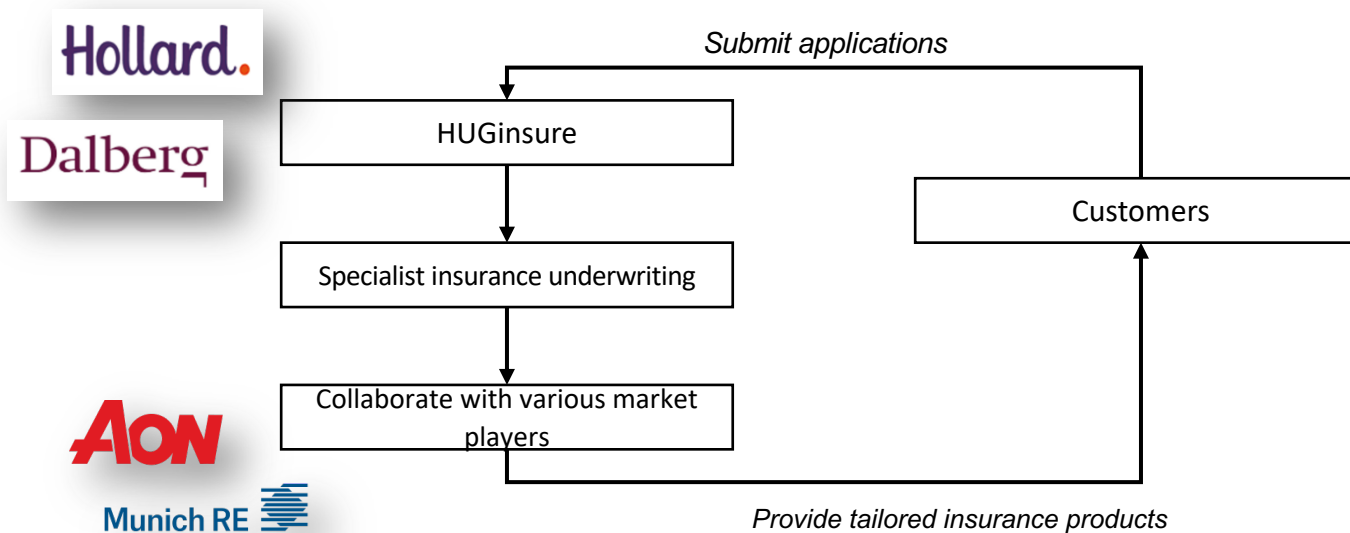 Hollard.
Submit applications
HUGinsure
Dalberg
Customers
Specialist insurance underwriting
Collaborate with various market
players
AON
Munich RE
Provide tailored insurance products